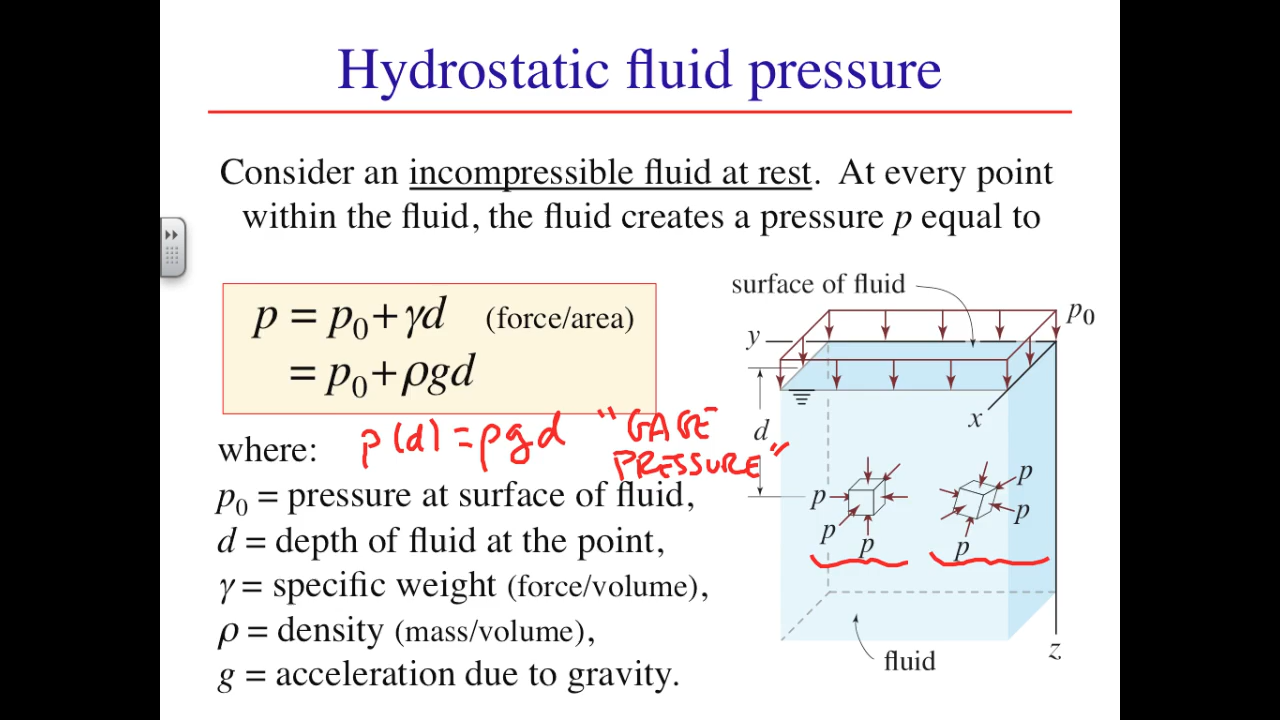 Hydrostatic fluid pressure
Consider an incompressible fluid at rest. At every point
within the fluid, the fluid creates a pressure p equal to
p = p₀ + γd (force/area)
= p₀ + ρgd
p(d) = ρgd "GAGE
PRESSURE"
where:
p₀ = pressure at surface of fluid,
d = depth of fluid at the point,
γ = specific weight (force/volume),
ρ = density (mass/volume),
g = acceleration due to gravity.
surface of fluid
p₀
y
x
d
p
p
p
p
p
p
fluid
z